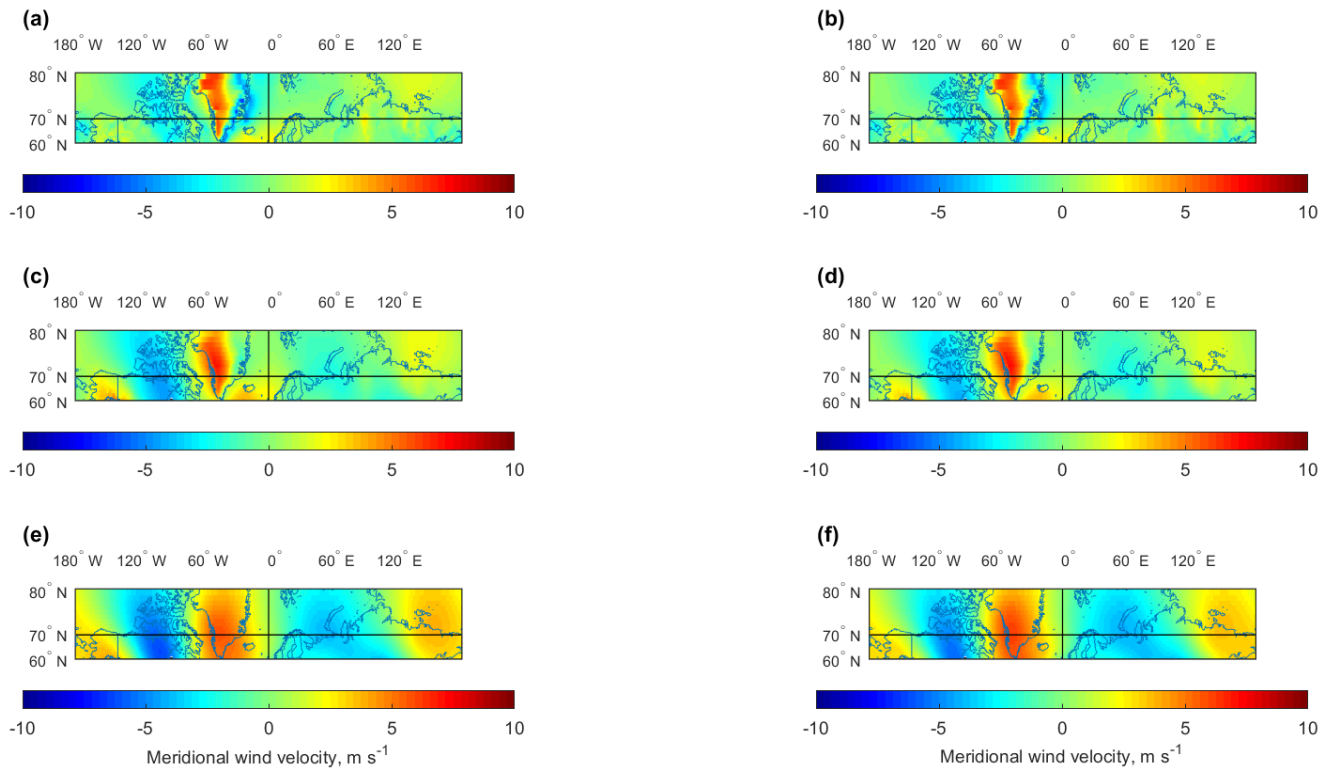 (a) (b)
180° W 120° W 60° W 0° 60° E 120° E 180° W 120° W 60° W 0° 60° E 120° E
80° N 80° N
70° N 70° N
60° N 60° N
-10 -5 0 5 10 -10 -5 0 5 10
(c) (d)
180° W 120° W 60° W 0° 60° E 120° E 180° W 120° W 60° W 0° 60° E 120° E
80° N 80° N
70° N 70° N
60° N 60° N
-10 -5 0 5 10 -10 -5 0 5 10
(e) (f)
180° W 120° W 60° W 0° 60° E 120° E 180° W 120° W 60° W 0° 60° E 120° E
80° N 80° N
70° N 70° N
60° N 60° N
-10 -5 0 5 10 -10 -5 0 5 10
Meridional wind velocity, m s⁻¹ Meridional wind velocity, m s⁻¹